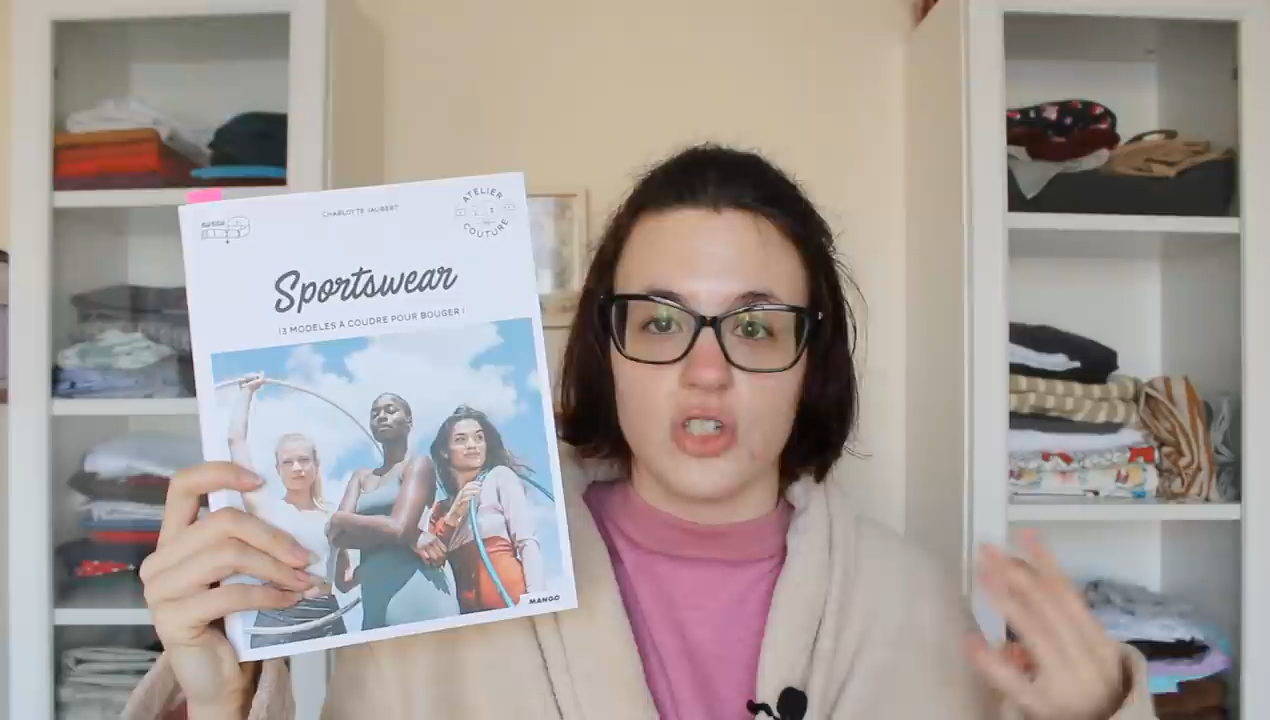 CHARLOTTE JAUBERT
ATELIER
COUTURE
Sportswear
13 MODÈLES À COUDRE POUR BOUGER !
MANGO